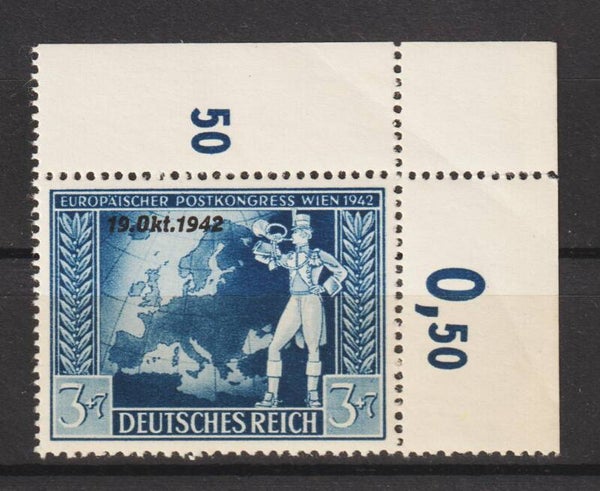 50
EUROPÄISCHER POSTKONGRESS WIEN 1942
19.Okt.1942
0,50
3+7 DEUTSCHES REICH 3+7